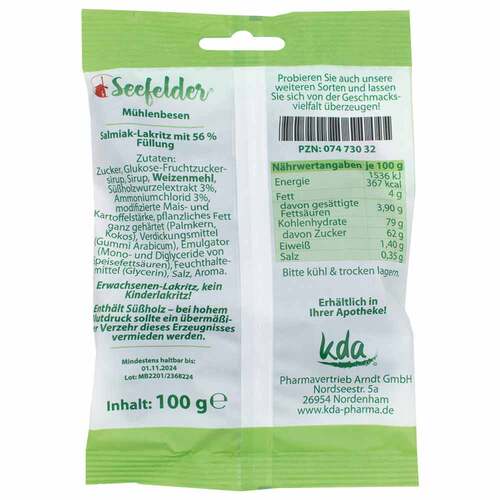 Seefelder®
Mühlenbesen
Salmiak-Lakritz mit 56 %
Füllung
Zutaten:
Zucker, Glukose-Fruchtzucker-
sirup, Sirup, Weizenmehl,
Süßholzwurzelextrakt 3%,
Ammoniumchlorid 3%,
modifizierte Mais- und
Kartoffelstärke, pflanzliches Fett
ganz gehärtet (Palmkern,
Kokos), Verdickungsmittel
(Gummi Arabicum), Emulgator
(Mono- und Diglyceride von
Speisefettsäuren), Feuchthalte-
mittel (Glycerin), Salz, Aroma.
Erwachsenen-Lakritz, kein
Kinderlakritz!
Enthält Süßholz – bei hohem
Blutdruck sollte ein übermäßi-
ger Verzehr dieses Erzeugnisses
vermieden werden.
Mindestens haltbar bis:
01.11.2024
Lot: MB2201/2368224
Inhalt: 100 g ℮
Probieren Sie auch unsere
weiteren Sorten und lassen
Sie sich von der Geschmacks-
vielfalt überzeugen!
PZN: 074 730 32
Nährwertangaben je 100 g
Energie 1536 kJ
367 kcal
Fett 4 g
davon gesättigte
Fettsäuren 3,90 g
Kohlenhydrate 79 g
davon Zucker 62 g
Eiweiß 1,40 g
Salz 0,35 g
Bitte kühl & trocken lagern.
Erhältlich in
Ihrer Apotheke!
kda®
Pharmavertrieb Arndt GmbH
Nordseestr. 5a
26954 Nordenham
www.kda-pharma.de